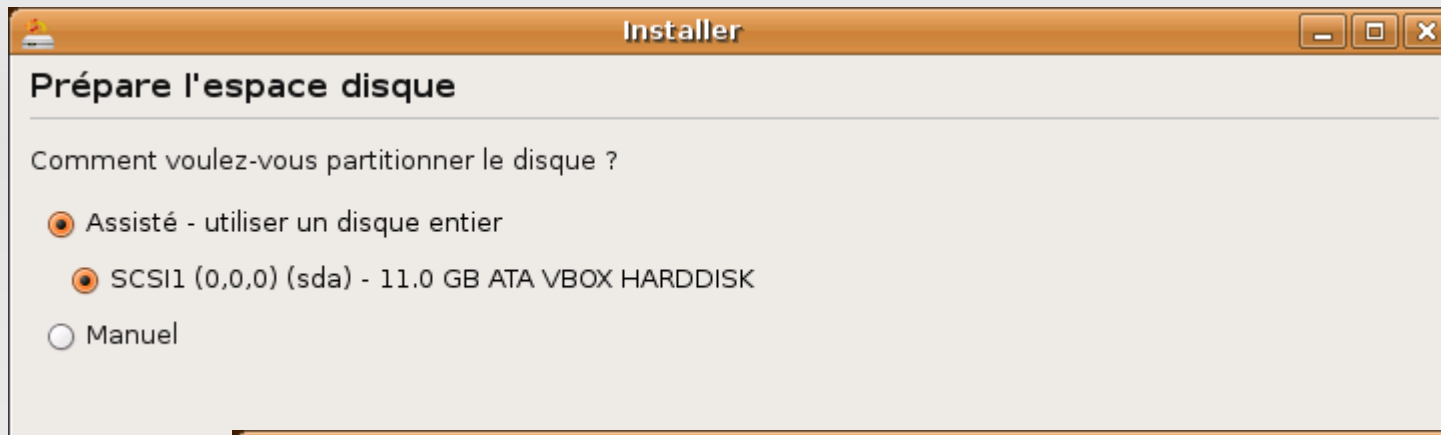 Installer
Prépare l'espace disque
Comment voulez-vous partitionner le disque ?
Assisté - utiliser un disque entier
SCSI1 (0,0,0) (sda) - 11.0 GB ATA VBOX HARDDISK
Manuel